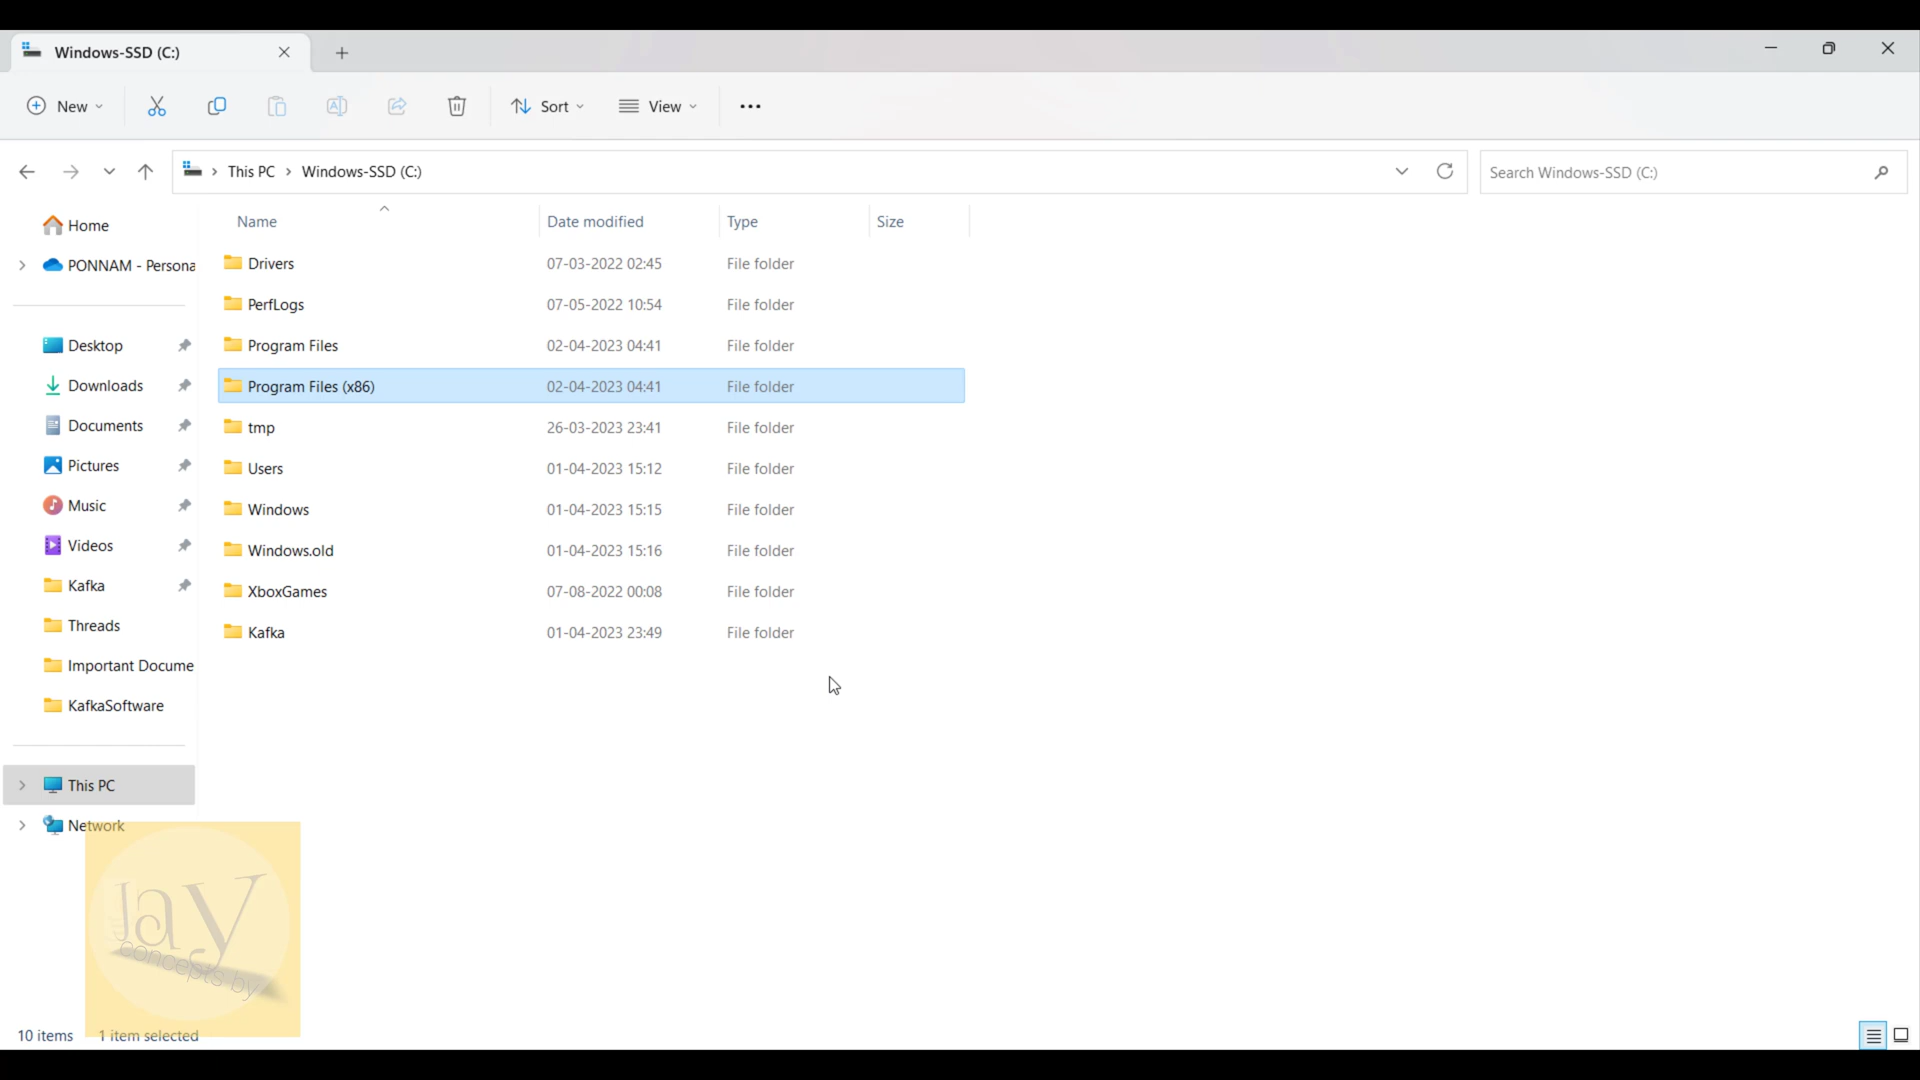 Windows-SSD (C:)
New
Sort
View
This PC > Windows-SSD (C:)
Search Windows-SSD (C:)
Name Date modified Type Size
Home
PONNAM - Persona
Desktop
Downloads
Documents
Pictures
Music
Videos
Kafka
Threads
Important Docume
KafkaSoftware
This PC
Network
Drivers 07-03-2022 02:45 File folder
PerfLogs 07-05-2022 10:54 File folder
Program Files 02-04-2023 04:41 File folder
Program Files (x86) 02-04-2023 04:41 File folder
tmp 26-03-2023 23:41 File folder
Users 01-04-2023 15:12 File folder
Windows 01-04-2023 15:15 File folder
Windows.old 01-04-2023 15:16 File folder
XboxGames 07-08-2022 00:08 File folder
Kafka 01-04-2023 23:49 File folder
Jay
concepts by
10 items 1 item selected